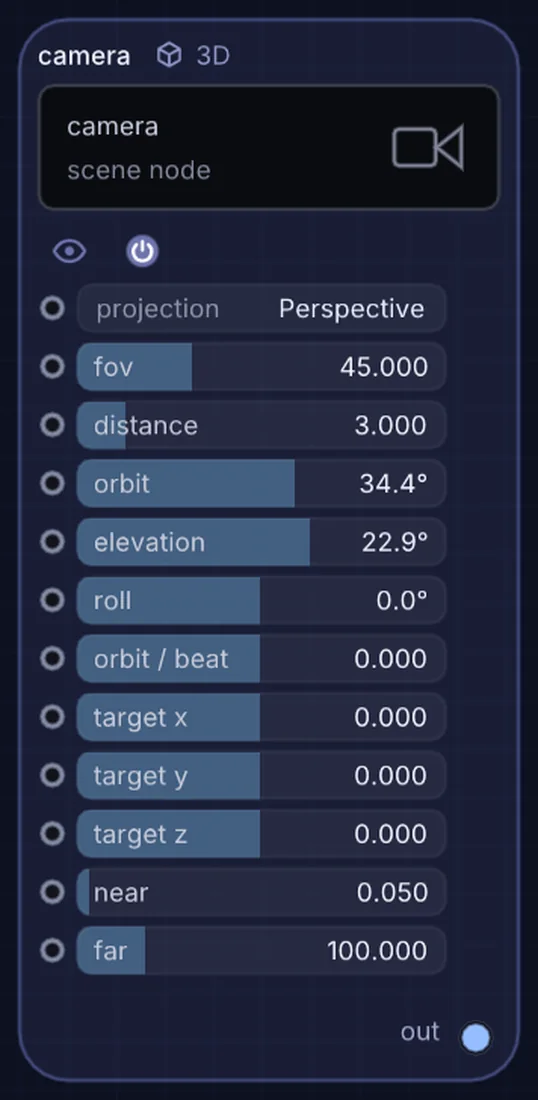 camera 3D
camera
scene node
projection Perspective
fov 45.000
distance 3.000
orbit 34.4°
elevation 22.9°
roll 0.0°
orbit / beat 0.000
target x 0.000
target y 0.000
target z 0.000
near 0.050
far 100.000
out